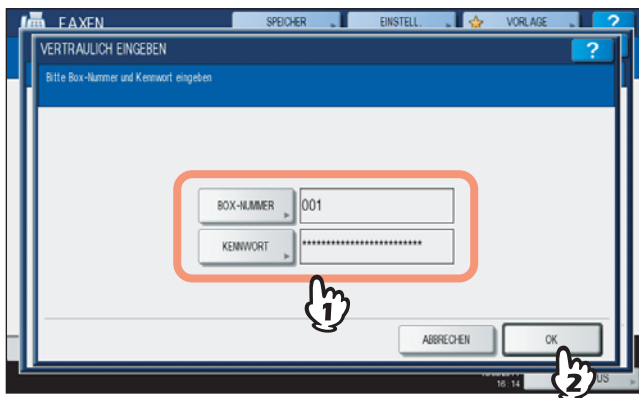 FAXEN SPEICHER EINSTELL. VORLAGE ?
VERTRAULICH EINGEBEN ?
Bitte Box-Nummer und Kennwort eingeben
BOX-NUMMER 001
KENNWORT *************************
1
ABBRECHEN OK
16:14 2 US